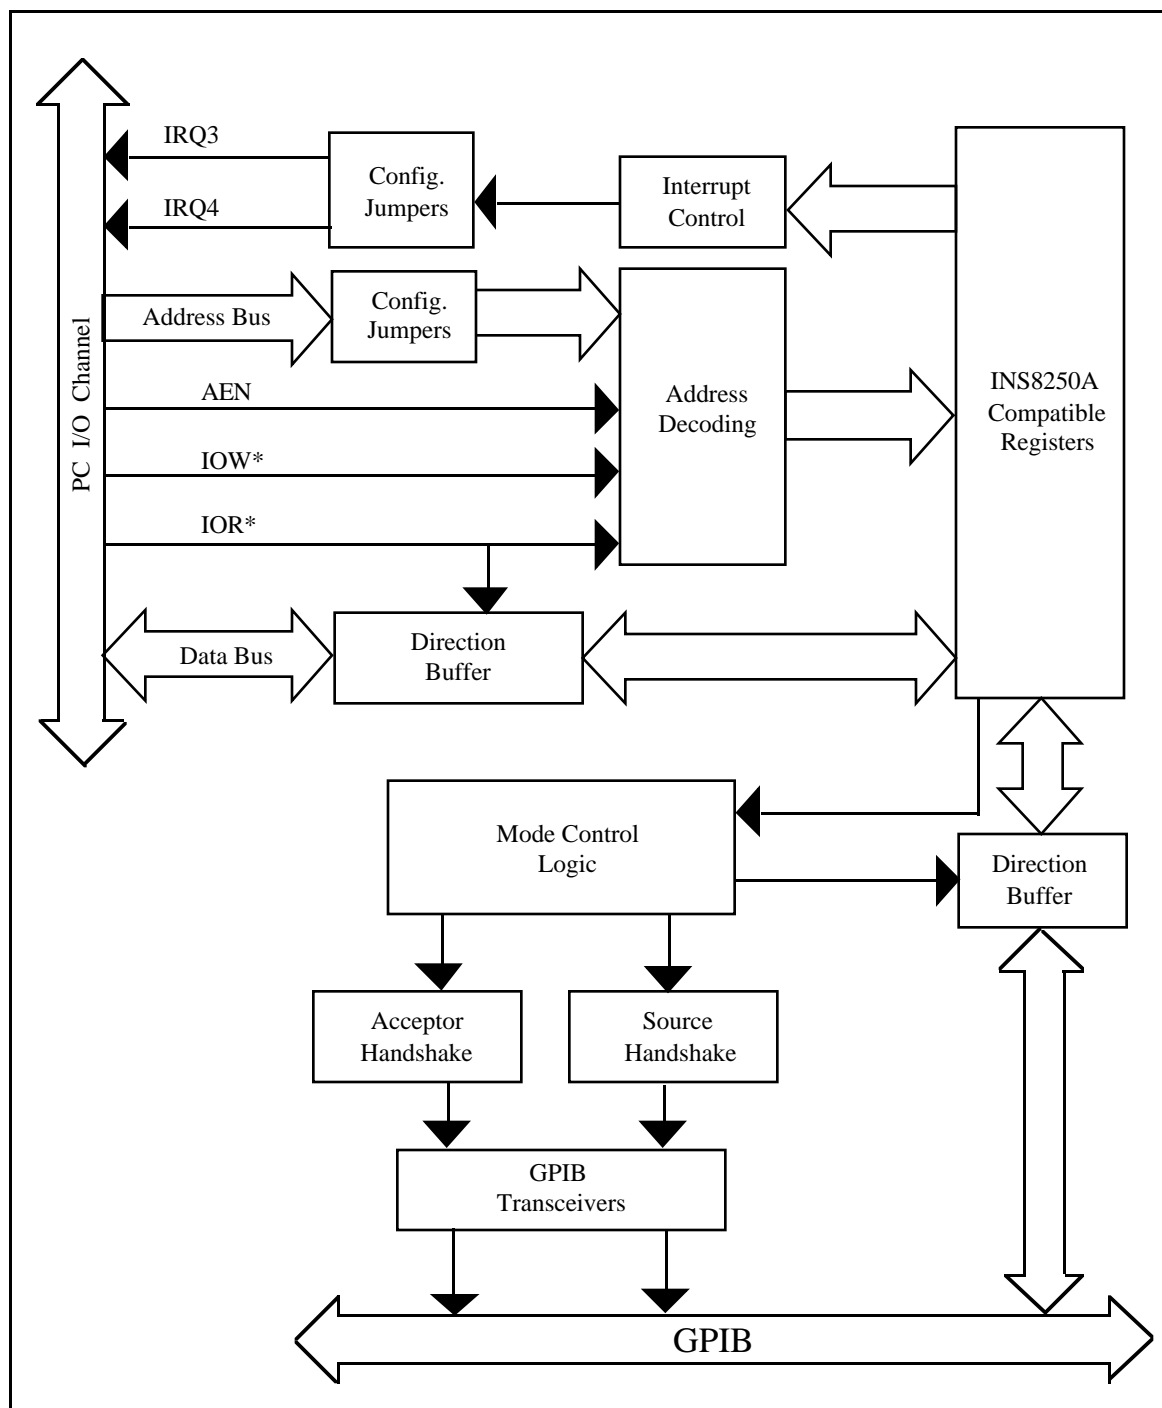 IRQ3
IRQ4
Config.
Jumpers
Interrupt
Control
Address Bus
Config.
Jumpers
AEN
IOW*
IOR*
Address
Decoding
INS8250A
Compatible
Registers
PC I/O Channel
Data Bus
Direction
Buffer
Mode Control
Logic
Direction
Buffer
Acceptor
Handshake
Source
Handshake
GPIB
Transceivers
GPIB